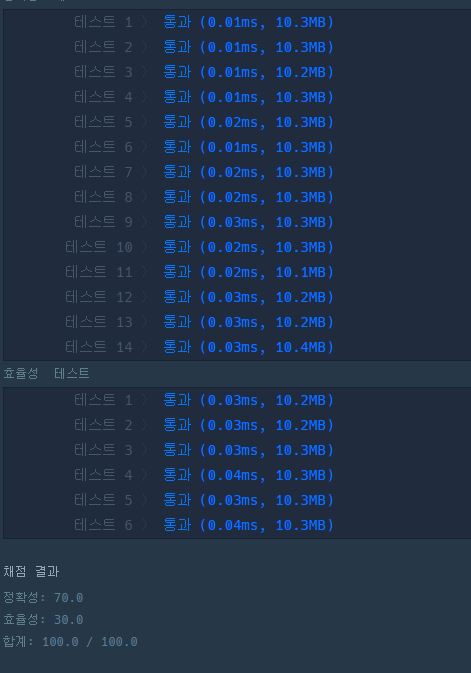 테스트 1 〉 통과 (0.01ms, 10.3MB)
테스트 2 〉 통과 (0.01ms, 10.3MB)
테스트 3 〉 통과 (0.01ms, 10.2MB)
테스트 4 〉 통과 (0.01ms, 10.3MB)
테스트 5 〉 통과 (0.02ms, 10.3MB)
테스트 6 〉 통과 (0.01ms, 10.3MB)
테스트 7 〉 통과 (0.02ms, 10.3MB)
테스트 8 〉 통과 (0.02ms, 10.3MB)
테스트 9 〉 통과 (0.03ms, 10.3MB)
테스트 10 〉 통과 (0.02ms, 10.3MB)
테스트 11 〉 통과 (0.02ms, 10.1MB)
테스트 12 〉 통과 (0.03ms, 10.2MB)
테스트 13 〉 통과 (0.03ms, 10.2MB)
테스트 14 〉 통과 (0.03ms, 10.4MB)
효율성 테스트
테스트 1 〉 통과 (0.03ms, 10.2MB)
테스트 2 〉 통과 (0.03ms, 10.2MB)
테스트 3 〉 통과 (0.03ms, 10.3MB)
테스트 4 〉 통과 (0.04ms, 10.3MB)
테스트 5 〉 통과 (0.03ms, 10.3MB)
테스트 6 〉 통과 (0.04ms, 10.3MB)
채점 결과
정확성: 70.0
효율성: 30.0
합계: 100.0 / 100.0